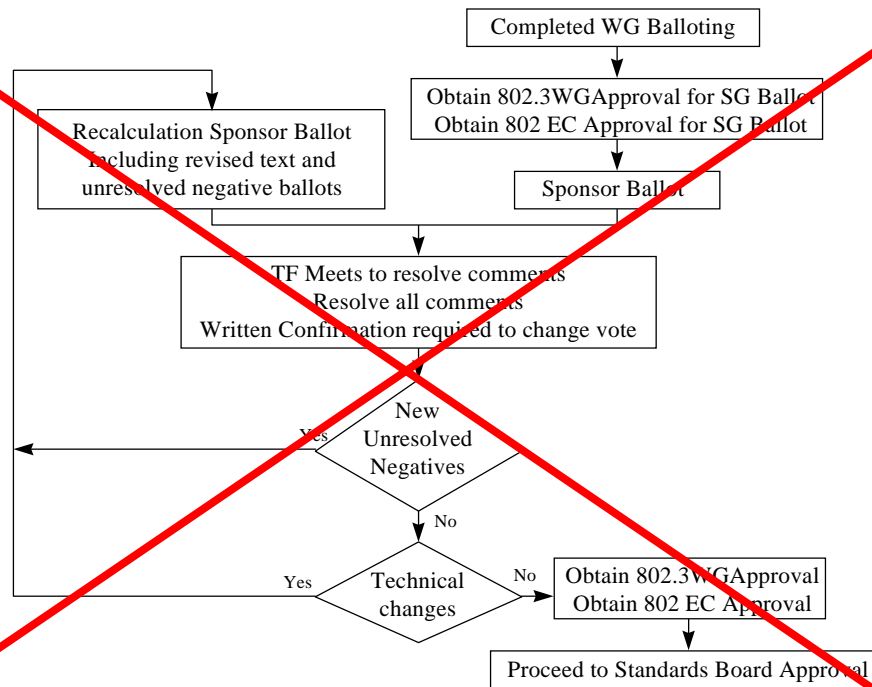 Completed WG Balloting
Obtain 802.3WGApproval for SG Ballot
Obtain 802 EC Approval for SG Ballot
Recalculation Sponsor Ballot
Including revised text and
unresolved negative ballots
Sponsor Ballot
TF Meets to resolve comments
Resolve all comments
Written Confirmation required to change vote
New
Unresolved
Negatives
Yes
No
Technical
changes
Yes
No
Obtain 802.3WGApproval
Obtain 802 EC Approval
Proceed to Standards Board Approval